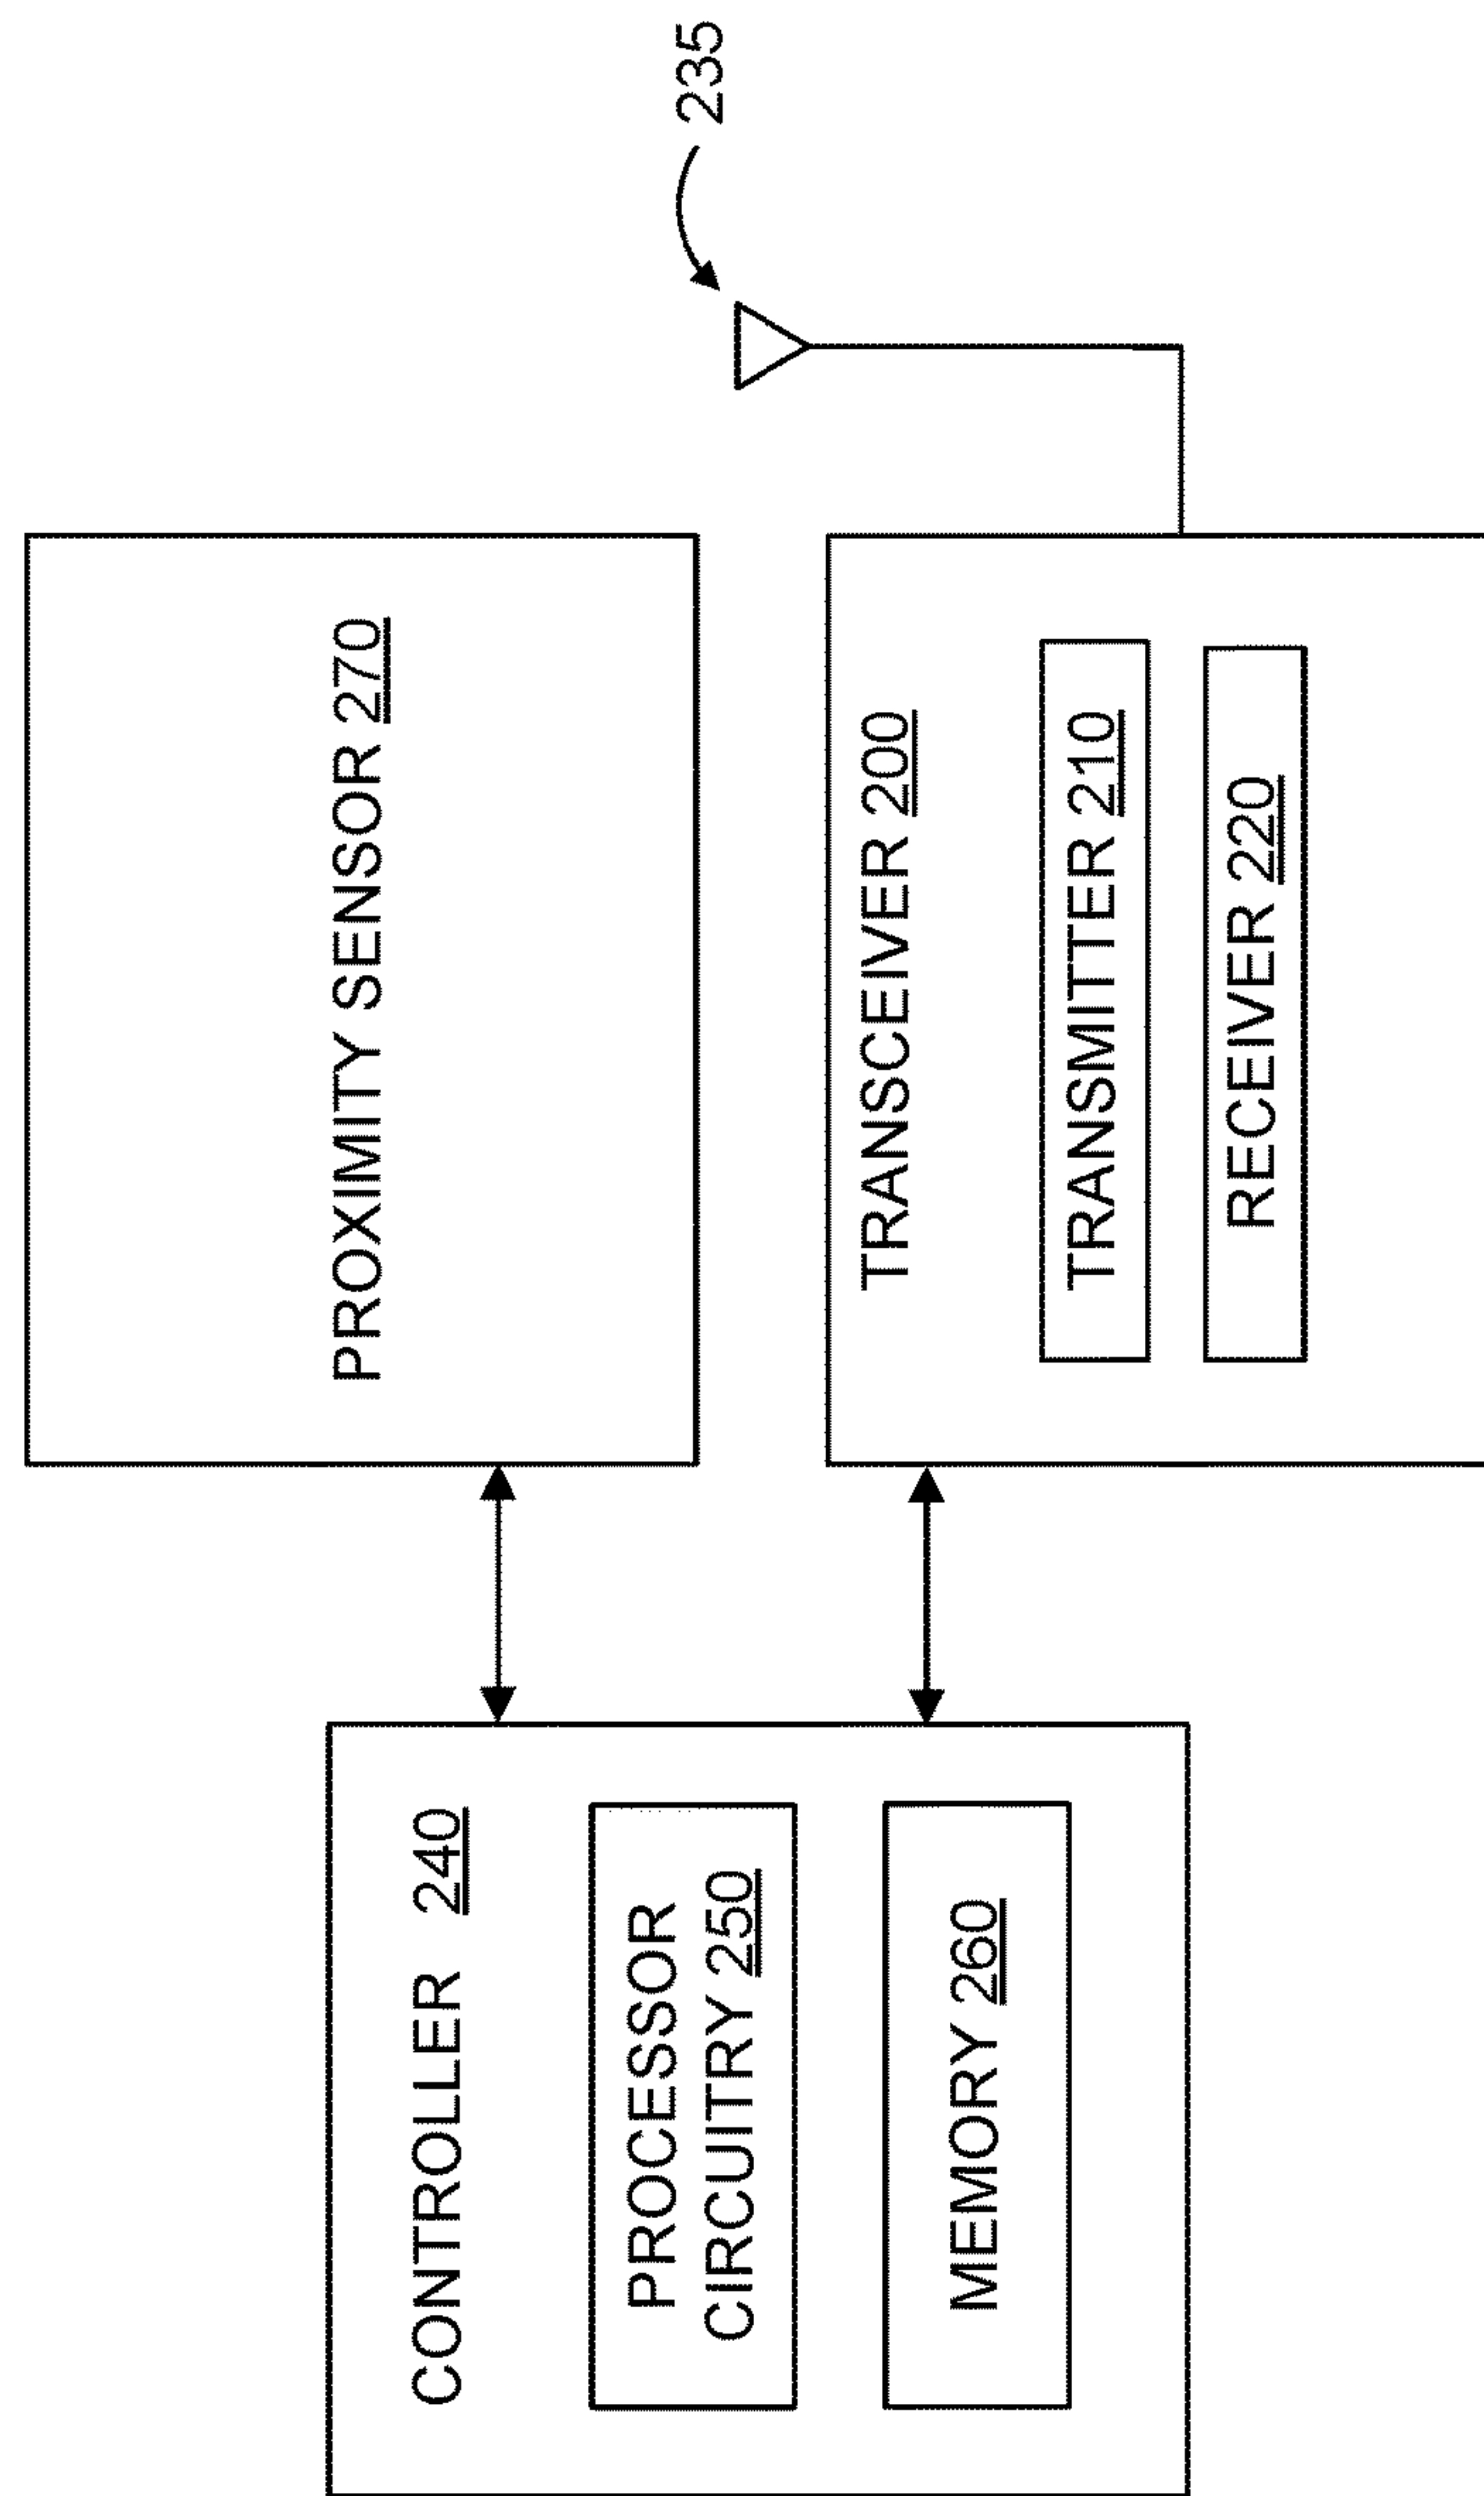 PROXIMITY SENSOR 270
235
CONTROLLER 240
PROCESSOR
CIRCUITRY 250
MEMORY 260
TRANSCEIVER 200
TRANSMITTER 210
RECEIVER 220